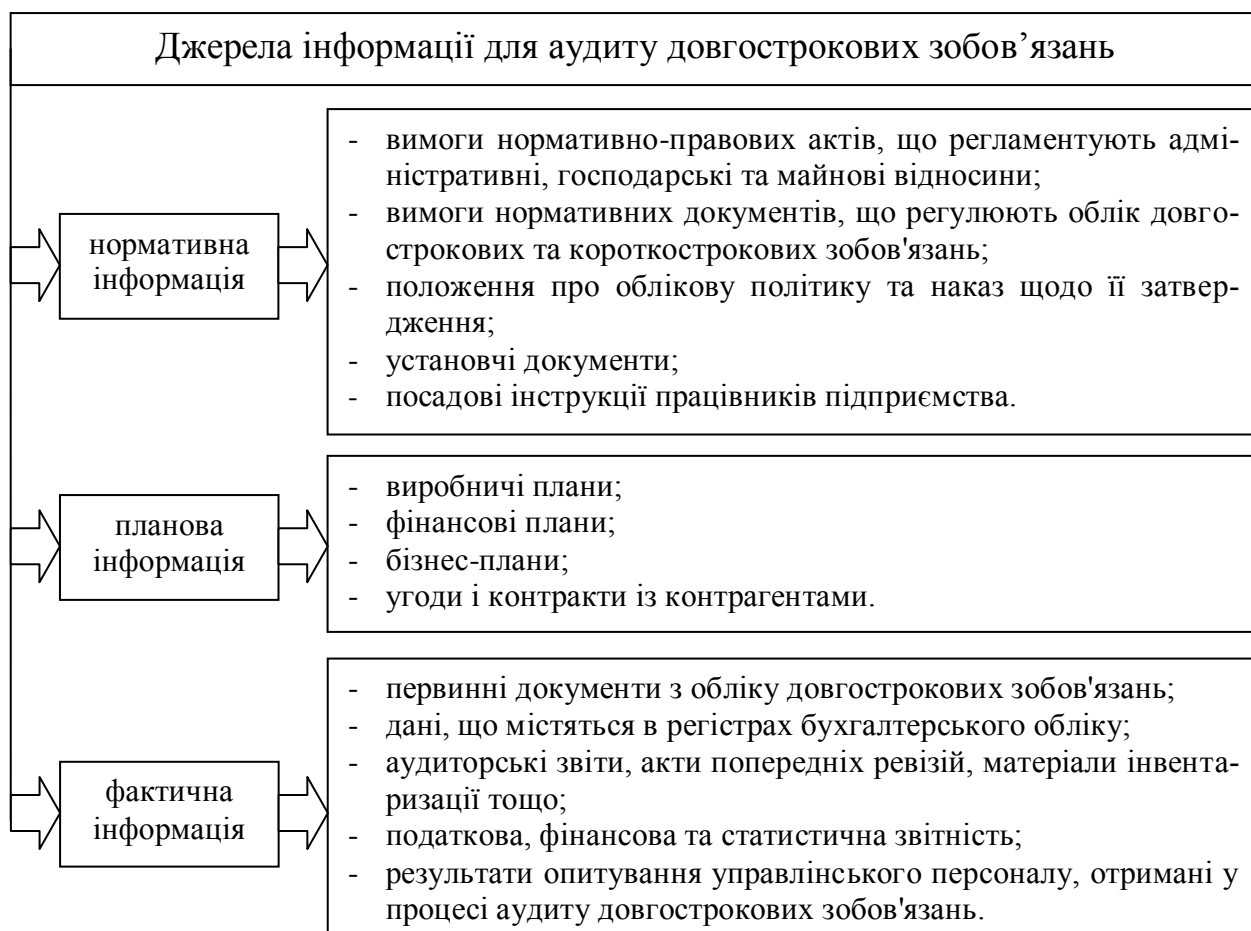 Джерела інформації для аудиту довгострокових зобов’язань
нормативна
інформація
- вимоги нормативно-правових актів, що регламентують адмі-
ністративні, господарські та майнові відносини;
- вимоги нормативних документів, що регулюють облік довго-
строкових та короткострокових зобов'язань;
- положення про облікову політику та наказ щодо її затвер-
дження;
- установчі документи;
- посадові інструкції працівників підприємства.
планова
інформація
- виробничі плани;
- фінансові плани;
- бізнес-плани;
- угоди і контракти із контрагентами.
фактична
інформація
- первинні документи з обліку довгострокових зобов'язань;
- дані, що містяться в регістрах бухгалтерського обліку;
- аудиторські звіти, акти попередніх ревізій, матеріали інвента-
ризації тощо;
- податкова, фінансова та статистична звітність;
- результати опитування управлінського персоналу, отримані у
процесі аудиту довгострокових зобов'язань.